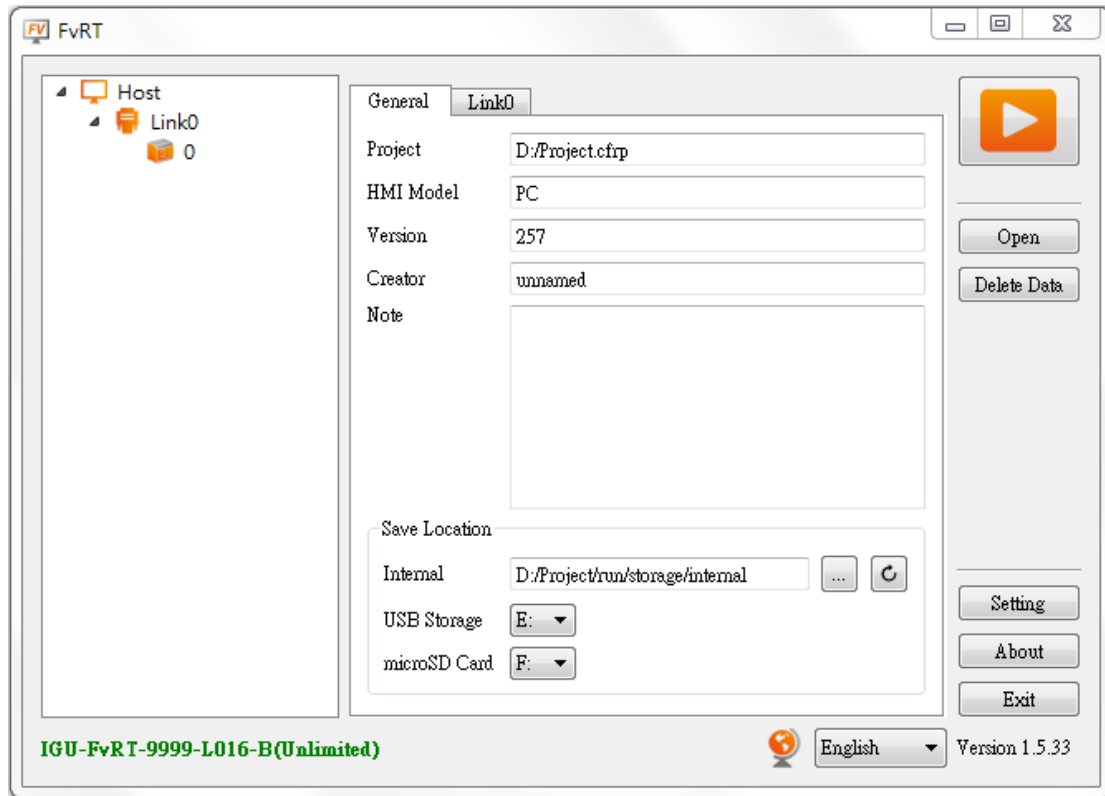 FV FvRT
Host
Link0
0
General Link0
Project D:/Project.cfrp
HMI Model PC
Version 257
Creator unnamed
Note
Save Location
Internal D:/Project/run/storage/internal ...
USB Storage E:
microSD Card F:
Open
Delete Data
Setting
About
Exit
IGU-FvRT-9999-L016-B(Unlimited)
English Version 1.5.33